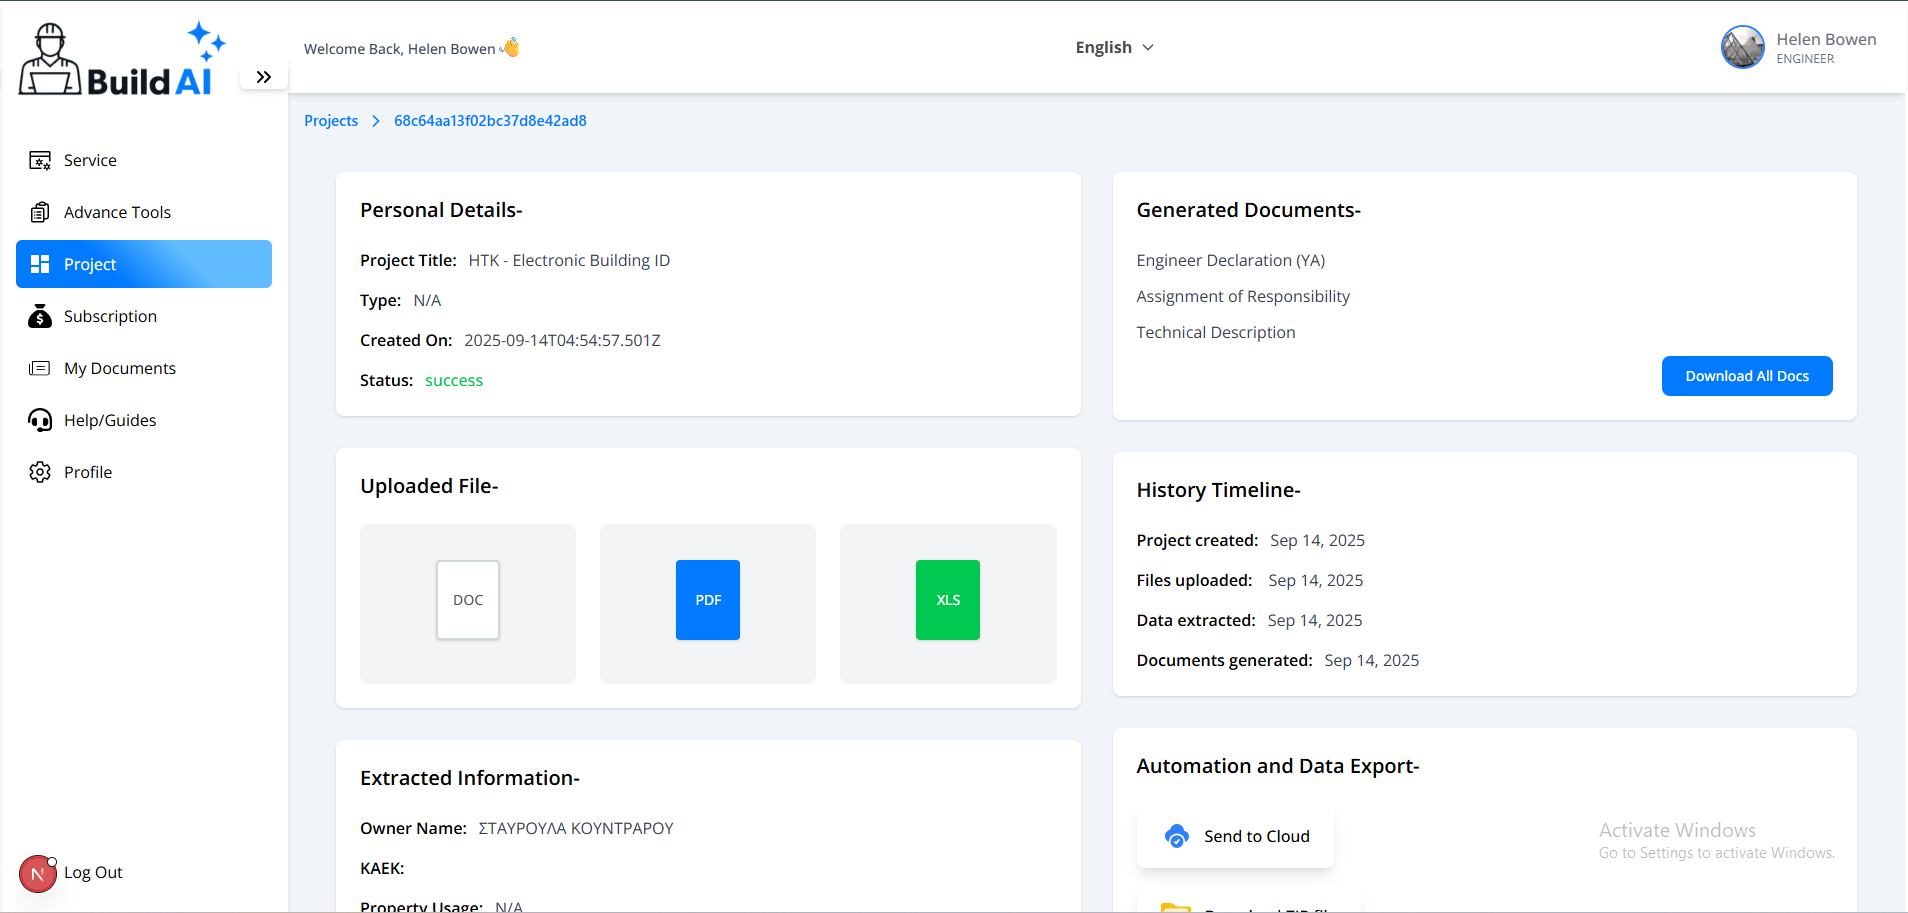 Build AI
Welcome Back, Helen Bowen 👋
English
Helen Bowen
ENGINEER
Projects > 68c64aa13f02bc37d8e42ad8
Service
Advance Tools
Project
Subscription
My Documents
Help/Guides
Profile
N
Log Out
Personal Details-
Project Title: HTK - Electronic Building ID
Type: N/A
Created On: 2025-09-14T04:54:57.501Z
Status: success
Uploaded File-
DOC
PDF
XLS
Extracted Information-
Owner Name: ΣΤΑΥΡΟΥΛΑ ΚΟΥΝΤΡΑΡΟΥ
KAEK:
Property Usage: N/A
Generated Documents-
Engineer Declaration (YA)
Assignment of Responsibility
Technical Description
Download All Docs
History Timeline-
Project created: Sep 14, 2025
Files uploaded: Sep 14, 2025
Data extracted: Sep 14, 2025
Documents generated: Sep 14, 2025
Automation and Data Export-
Send to Cloud
Activate Windows
Go to Settings to activate Windows.